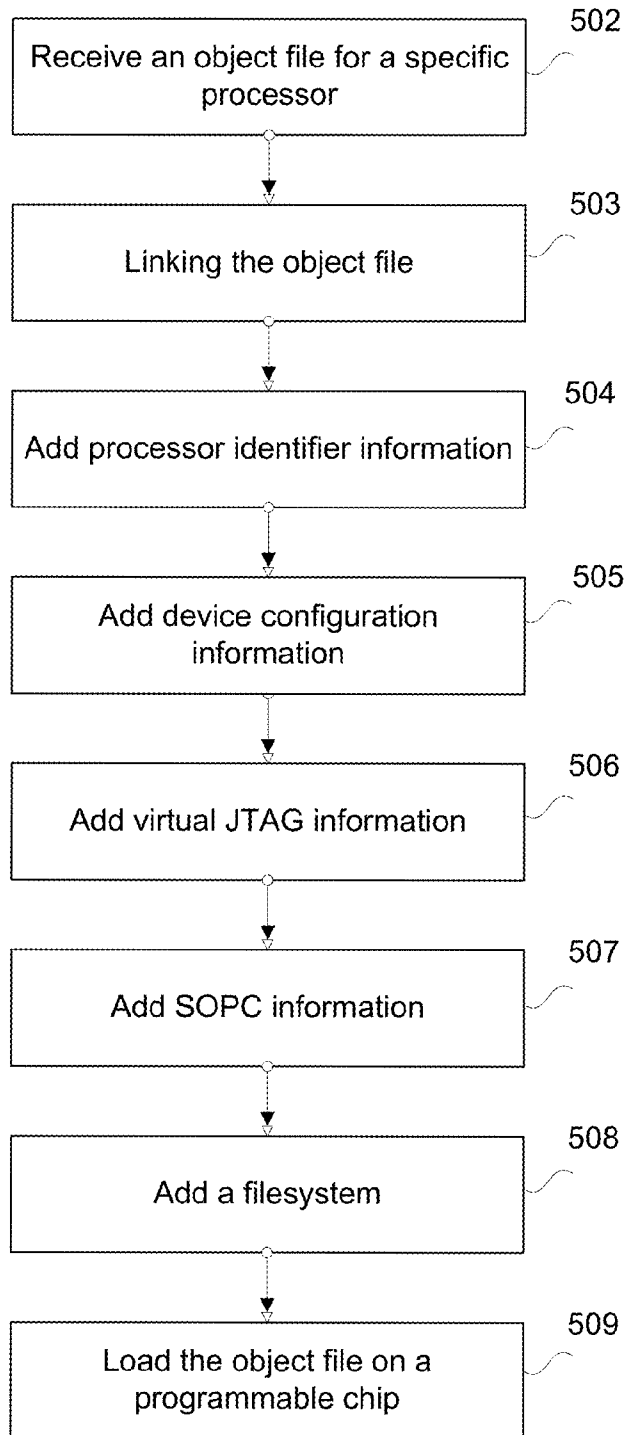 502
Receive an object file for a specific
processor
503
Linking the object file
504
Add processor identifier information
505
Add device configuration
information
506
Add virtual JTAG information
507
Add SOPC information
508
Add a filesystem
509
Load the object file on a
programmable chip